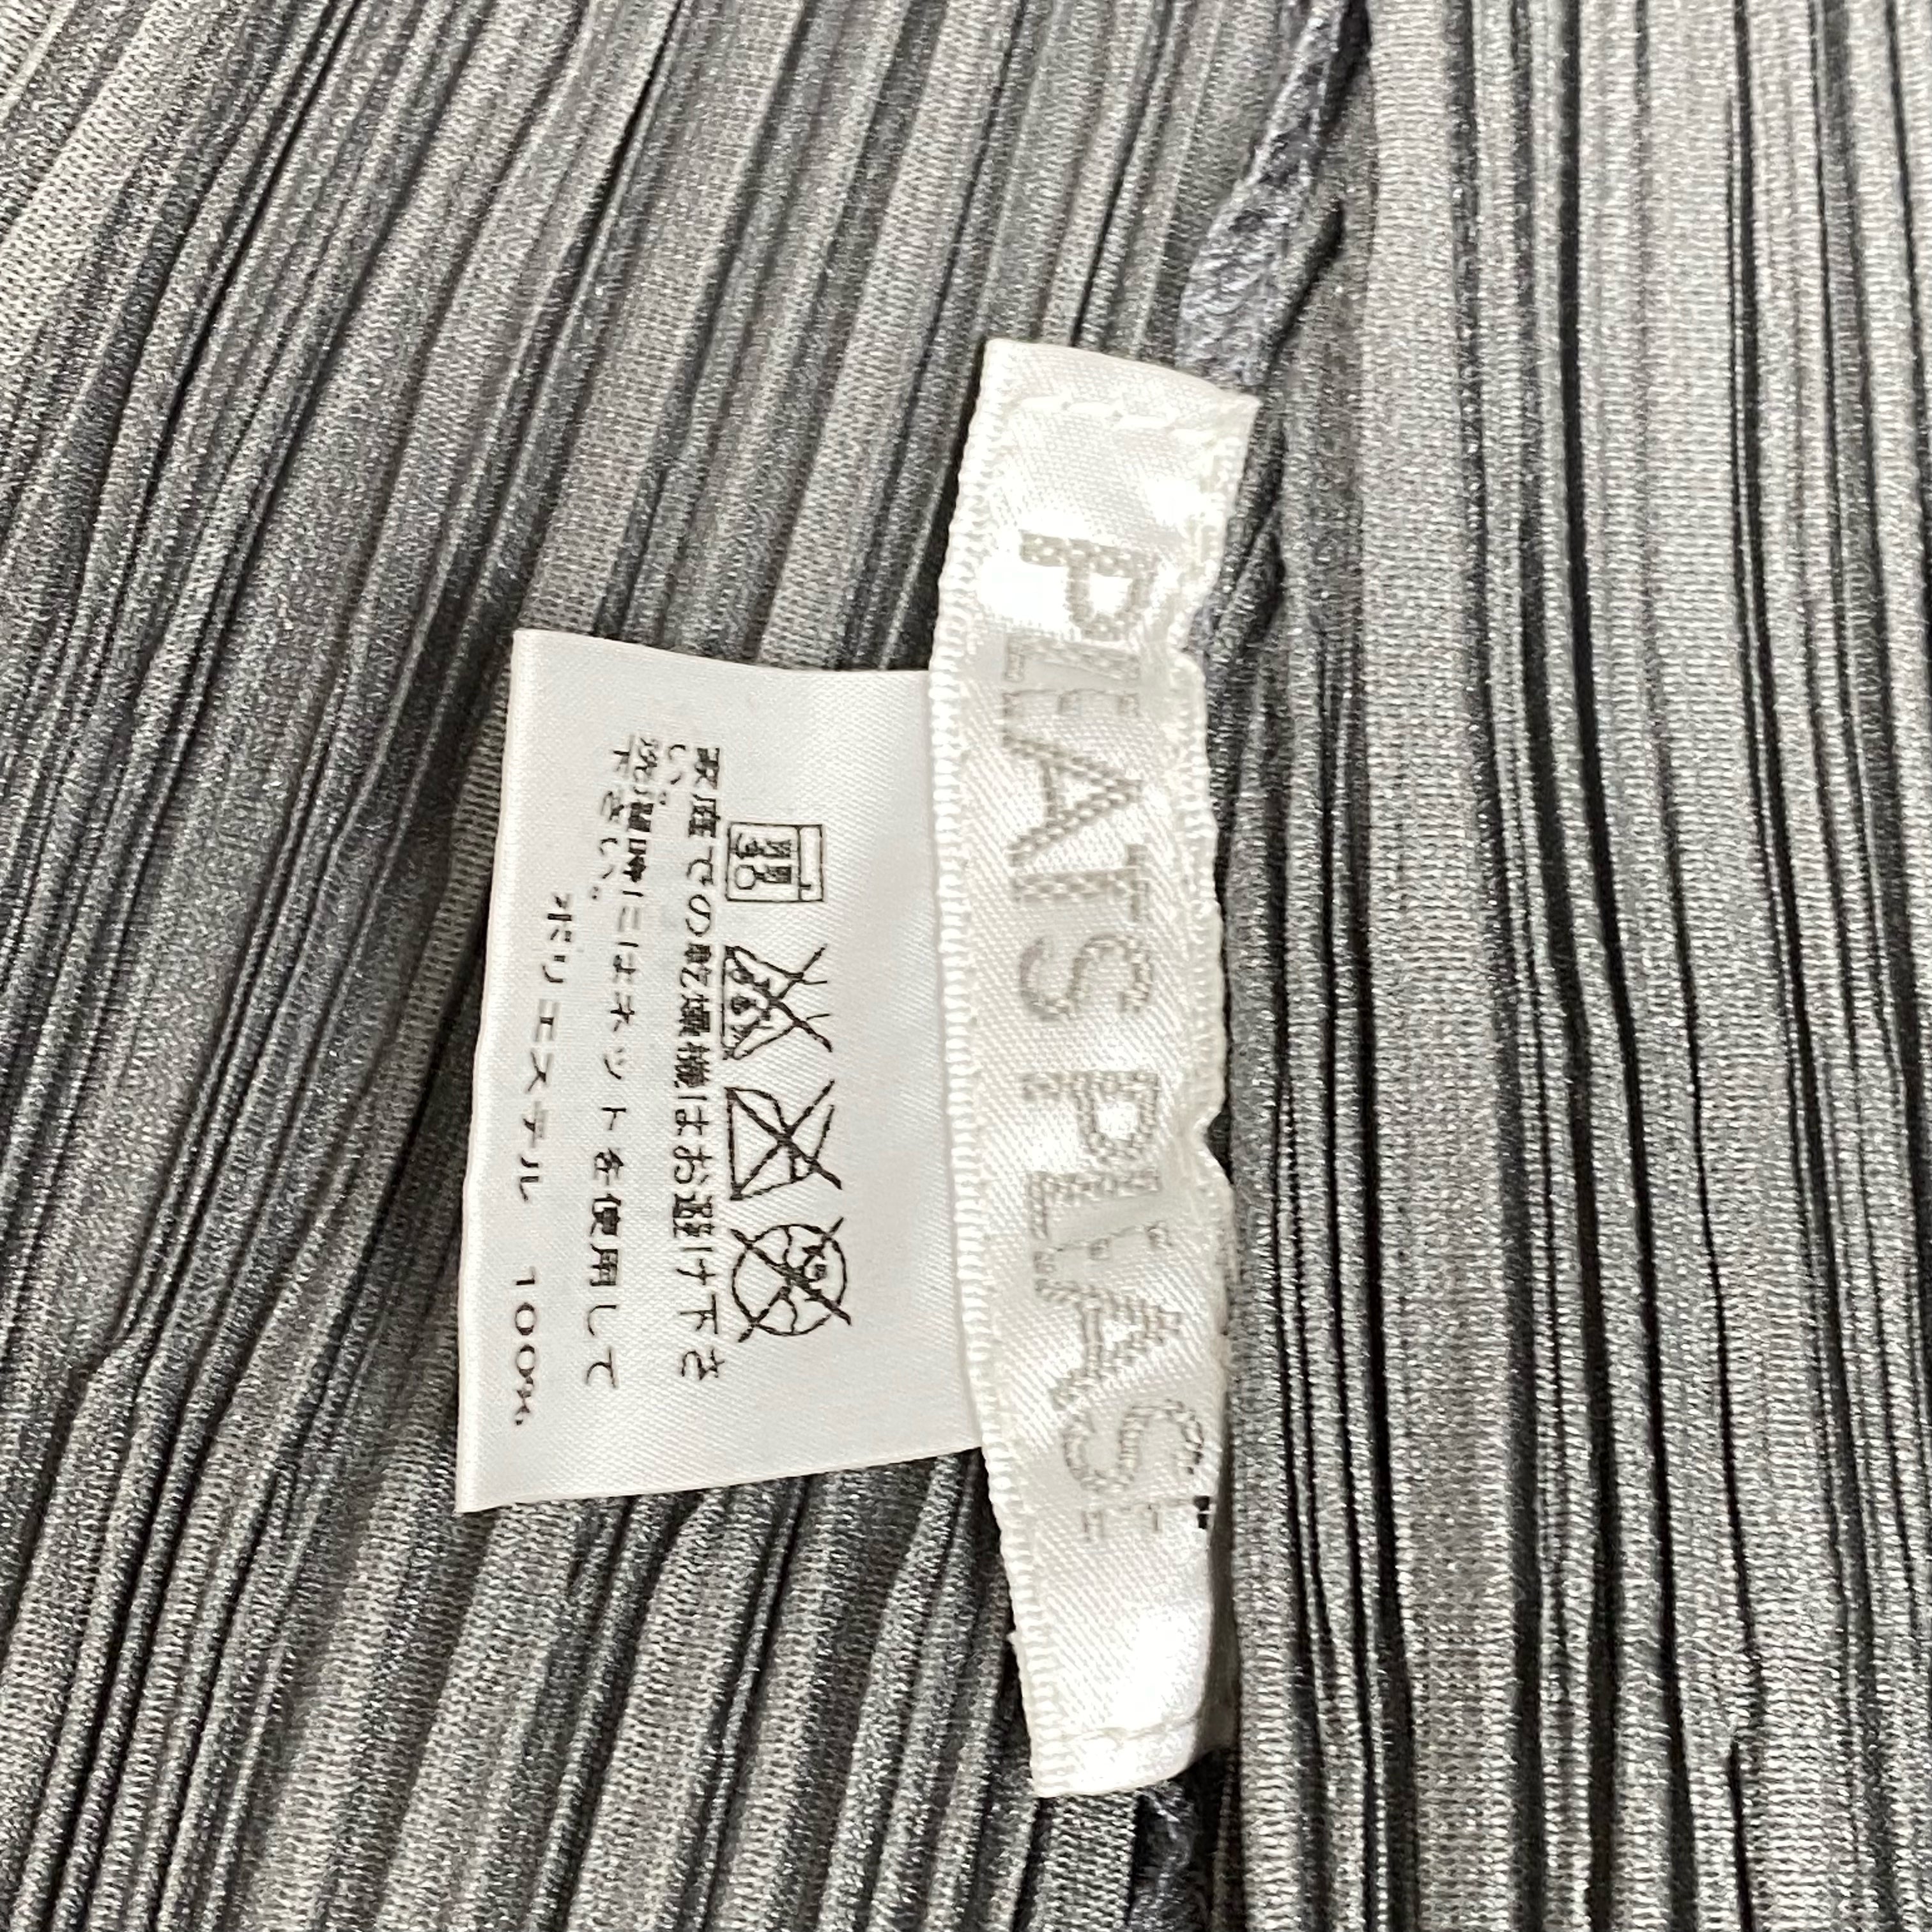 PLEATS PLEASE
家庭での乾燥機はお避け下さ
い。
洗濯時にはネットを使用して
下さい。
ポリエステル 100%